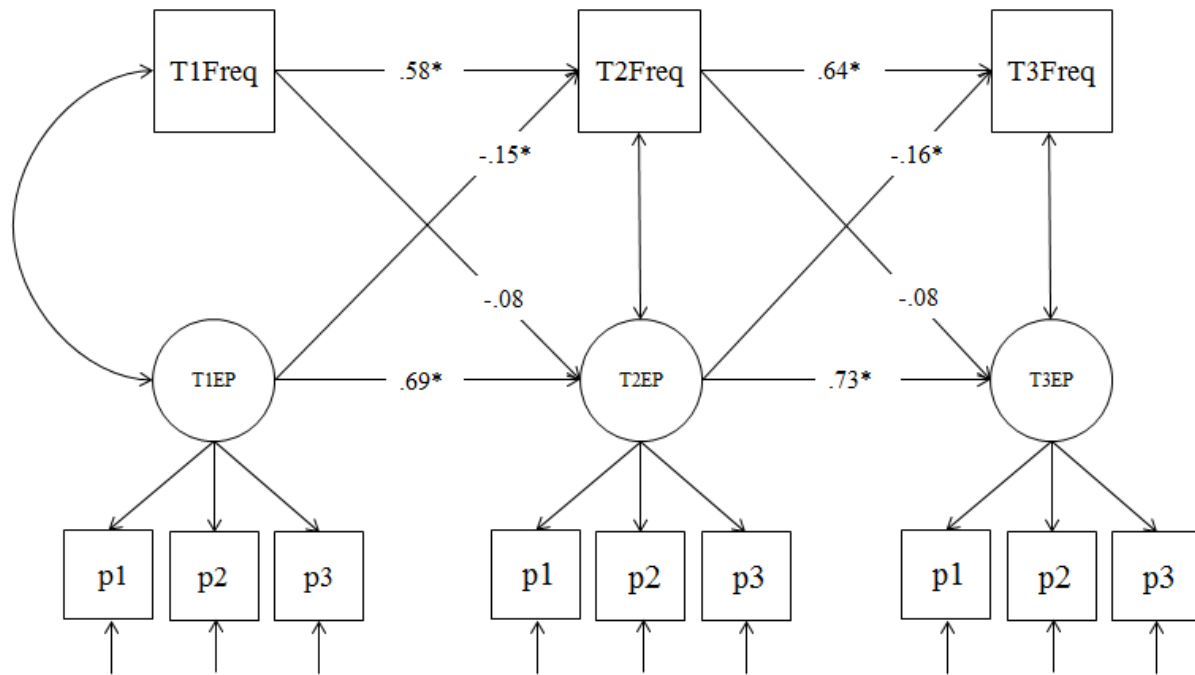 T1Freq
.58*
T2Freq
.64*
T3Freq
-.15*
-.16*
-.08
-.08
T1EP
.69*
T2EP
.73*
T3EP
p1
p2
p3
p1
p2
p3
p1
p2
p3